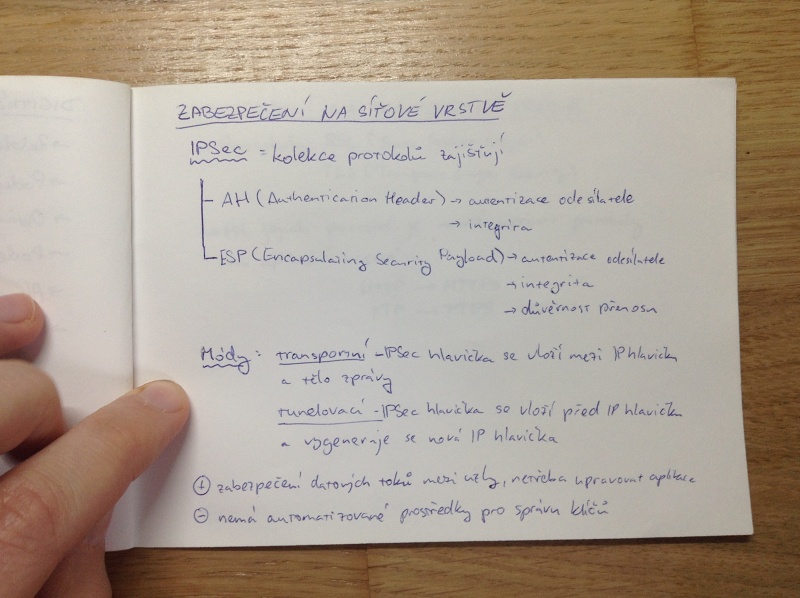 ZABEZPEČENÍ NA SÍŤOVÉ VRSTVĚ
IPSec = kolekce protokolů zajišťují
AH (Authentication Header) → autentizace odesílatele
→ integrita
ESP (Encapsulating Security Payload) → autentizace odesílatele
→ integrita
→ důvěrnost přenosu
Módy: transportní - IPSec hlavička se vloží mezi IP hlavičku
a tělo zprávy
tunelovací - IPSec hlavička se vloží před IP hlavičku
a vygeneruje se nová IP hlavička
+ zabezpečení datových toků mezi uzly, netřeba upravovat aplikace
- nemá automatizované prostředky pro správu klíčů